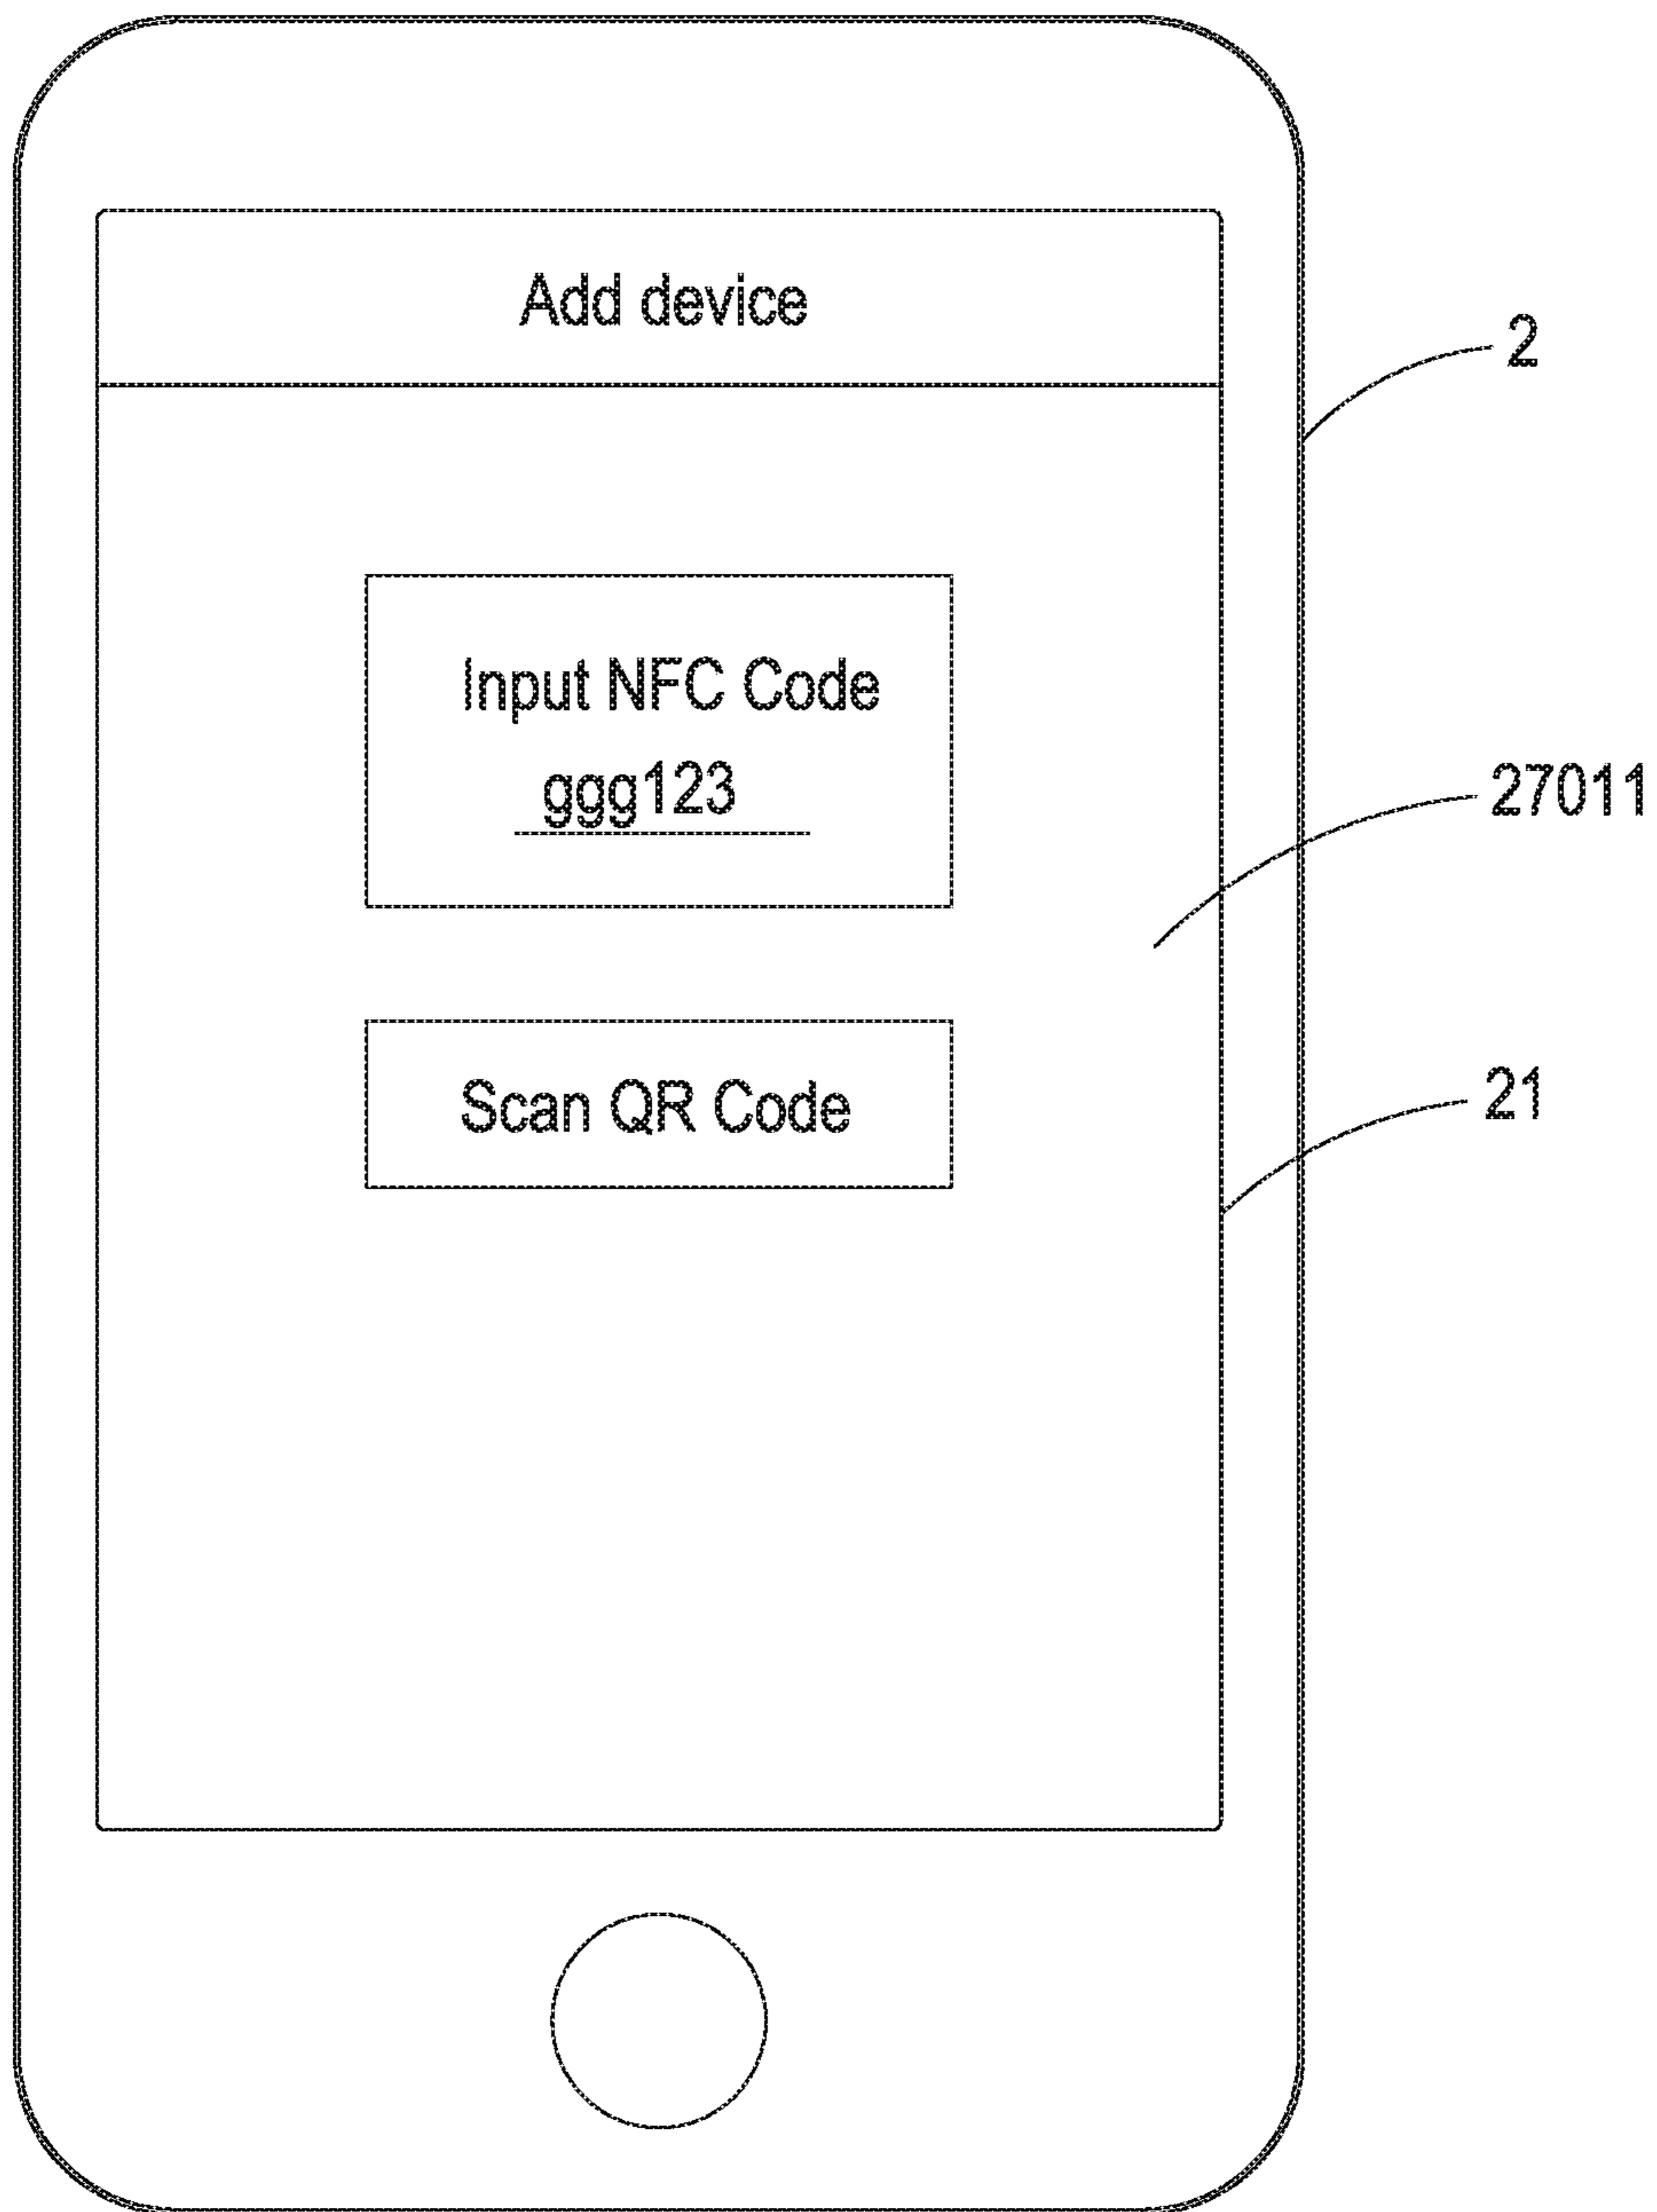 Add device
2
Input NFC Code
ggg123
27011
Scan QR Code
21